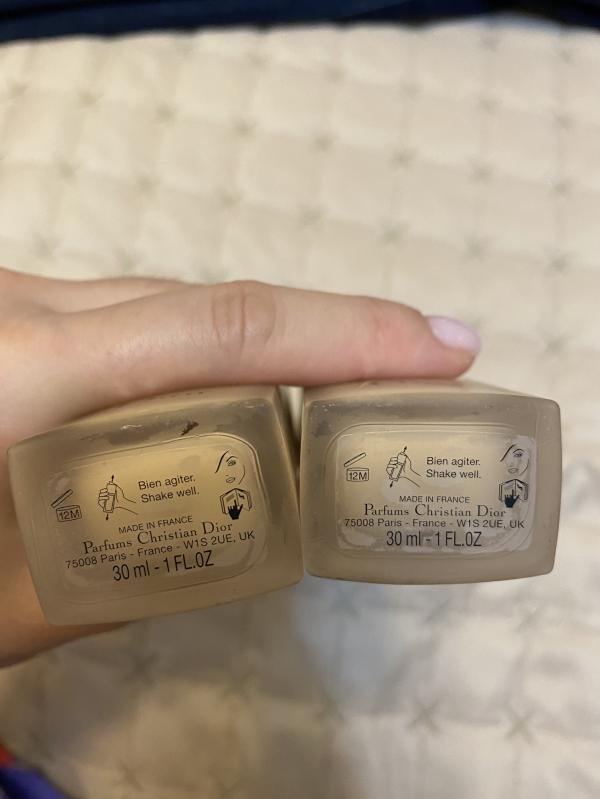 Bien agiter.
Shake well.
12M
MADE IN FRANCE
Parfums Christian Dior
75008 Paris - France - W1S 2UE, UK
30 ml - 1 FL.OZ
Bien agiter.
Shake well.
12M
MADE IN FRANCE
Parfums Christian Dior
75008 Paris - France - W1S 2UE, UK
30 ml - 1 FL.OZ